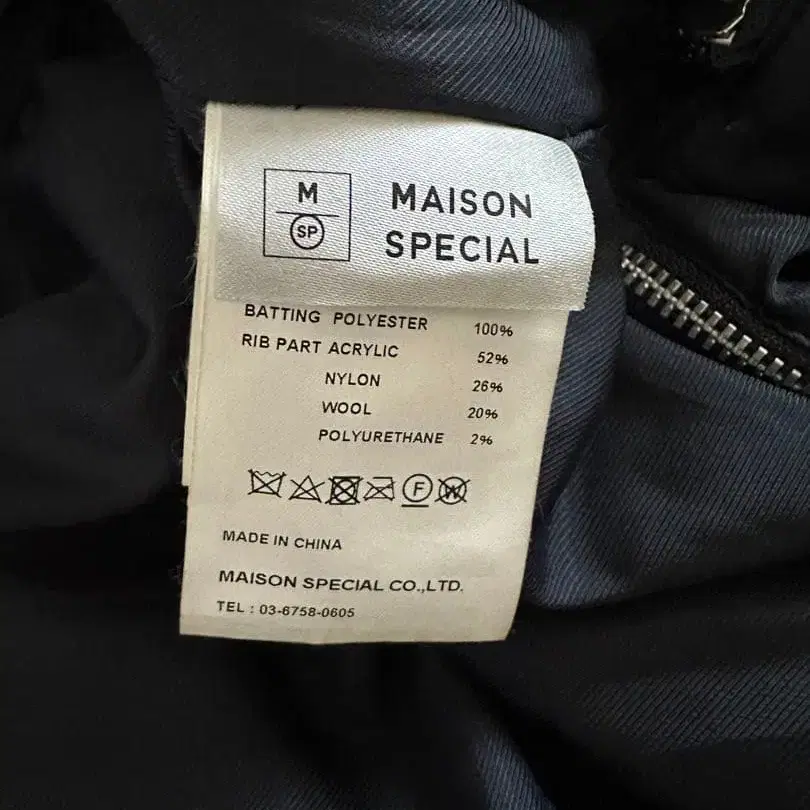 M
SP
MAISON
SPECIAL
BATTING POLYESTER 100%
RIB PART ACRYLIC 52%
NYLON 26%
WOOL 20%
POLYURETHANE 2%
F W
MADE IN CHINA
MAISON SPECIAL CO.,LTD.
TEL : 03-6758-0605